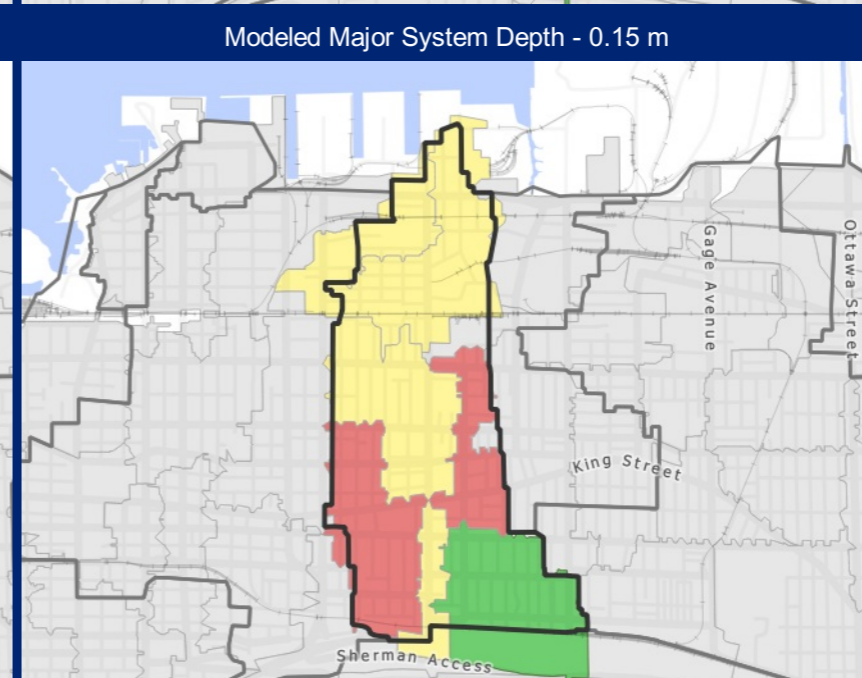 Modeled Major System Depth - 0.15 m
Gage Avenue
Ottawa Street
King Street
Sherman Access